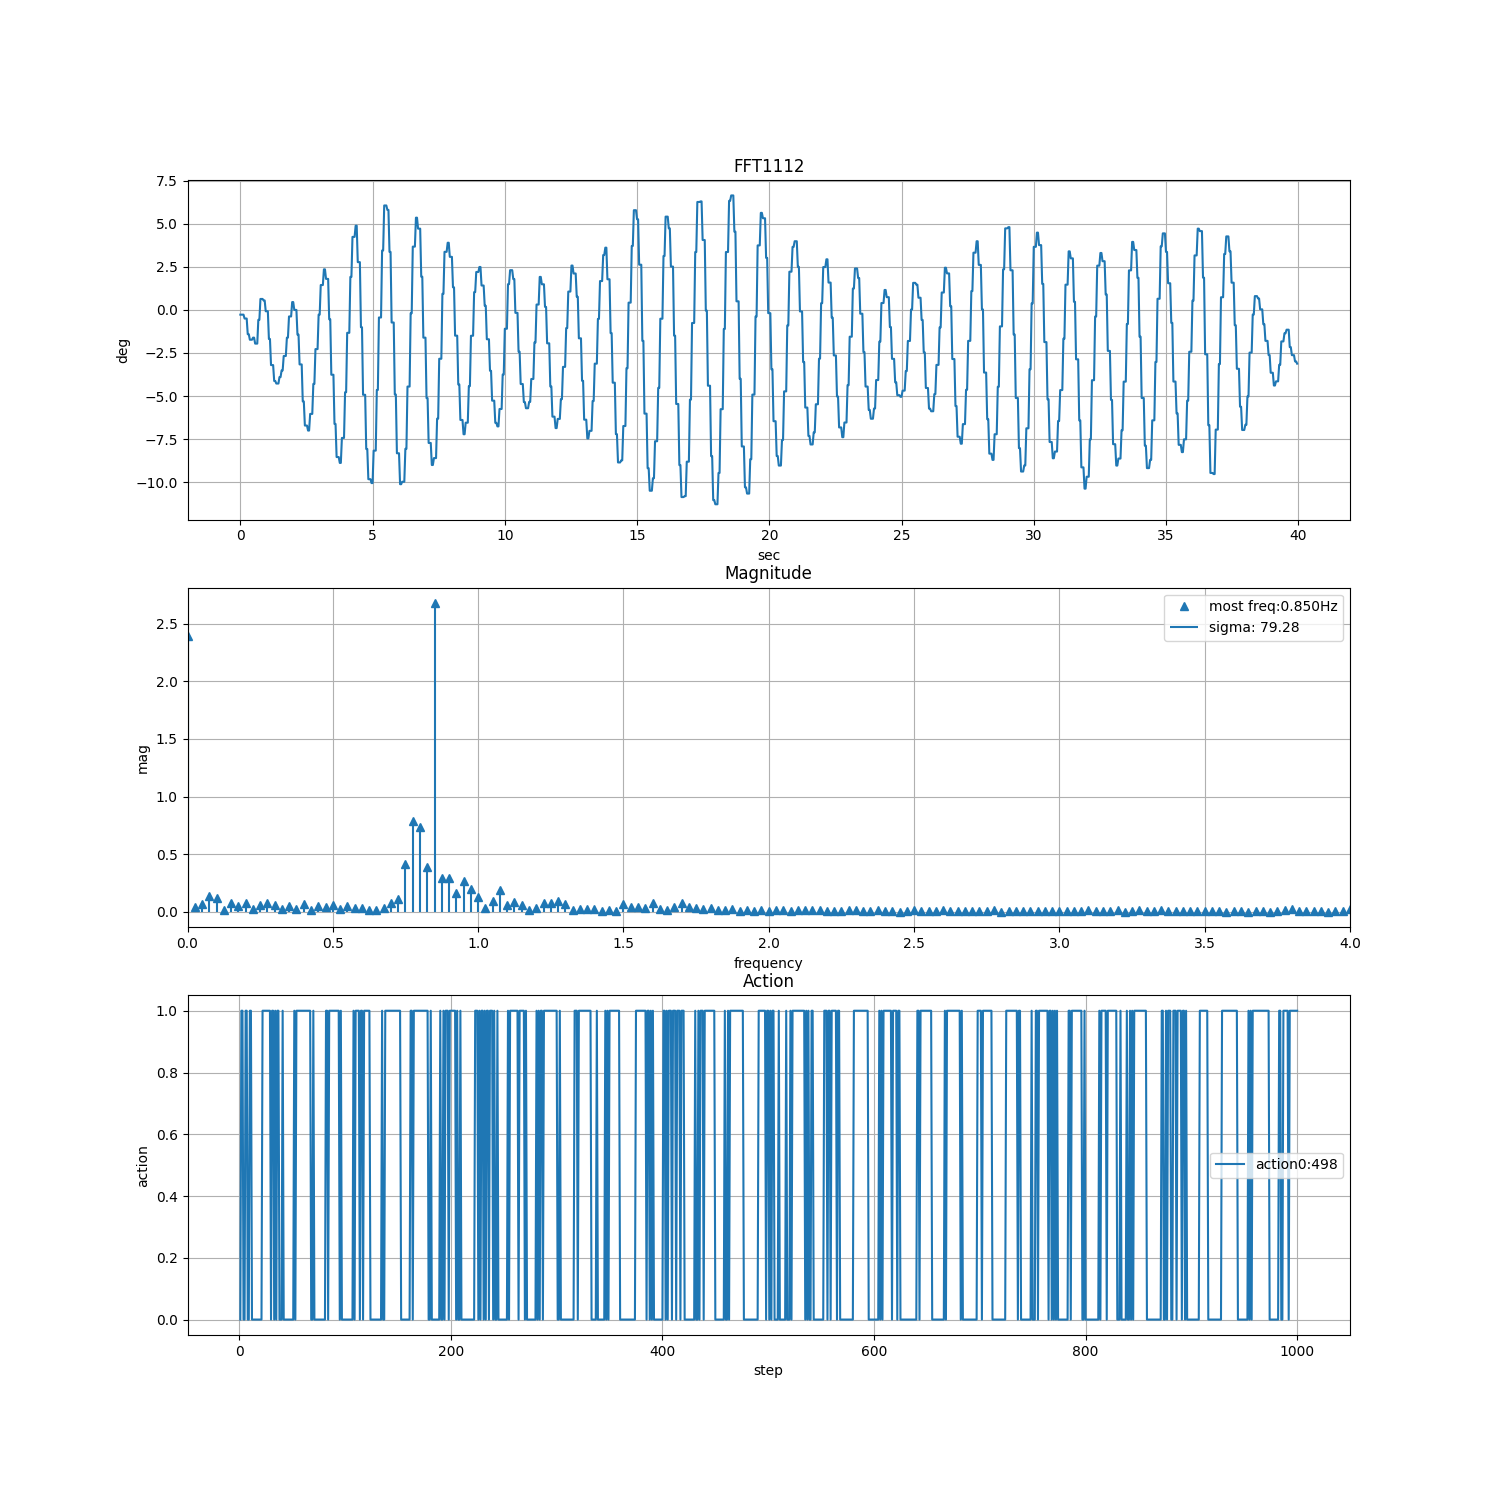 FFT1112
7.5
5.0
2.5
0.0
−2.5
−5.0
−7.5
−10.0
deg
0 5 10 15 20 25 30 35 40
sec
Magnitude
most freq:0.850Hz
sigma: 79.28
2.5
2.0
1.5
1.0
0.5
0.0
mag
0.0 0.5 1.0 1.5 2.0 2.5 3.0 3.5 4.0
frequency
Action
1.0
0.8
0.6
0.4
0.2
0.0
action
action0:498
0 200 400 600 800 1000
step